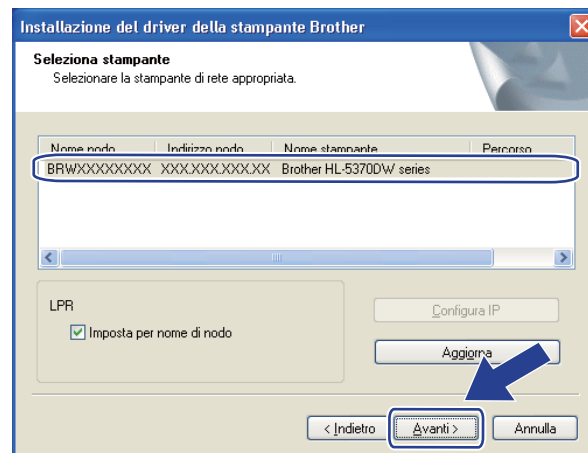 Installazione del driver della stampante Brother
Seleziona stampante
Selezionare la stampante di rete appropriata.
Nome nodo Indirizzo nodo Nome stampante Percorso
BRWXXXXXXXX XXX.XXX.XXX.XX Brother HL-5370DW series
LPR
Imposta per nome di nodo
Configura IP
Aggiorna
< Indietro Avanti > Annulla